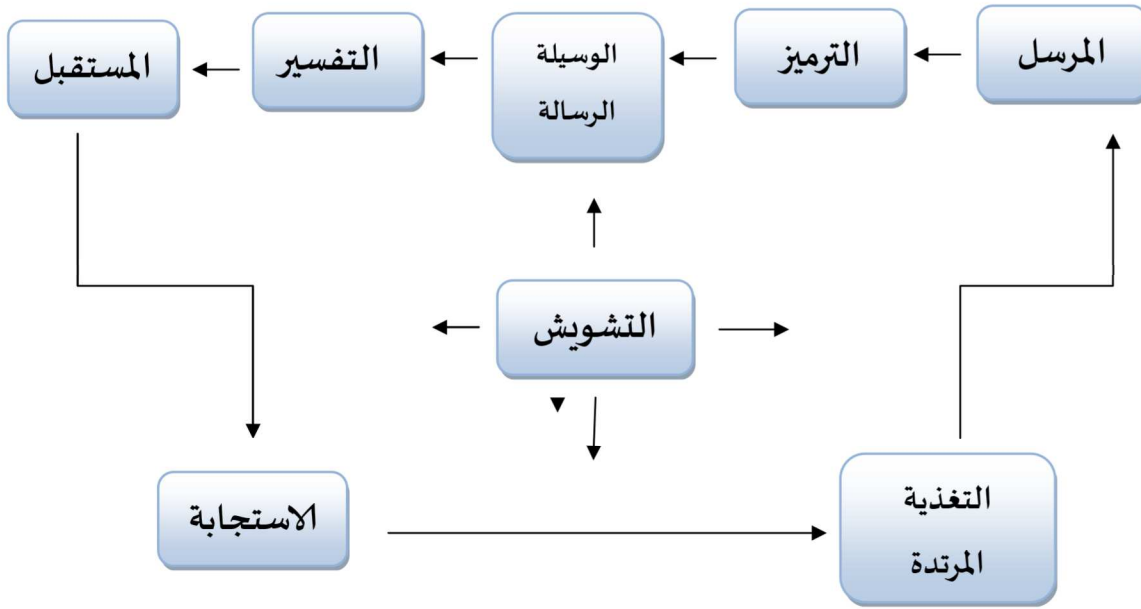 المرسل
الترميز
الوسيلة
الرسالة
التفسير
المستقبل
التشويش
الاستجابة
التغذية
المرتدة